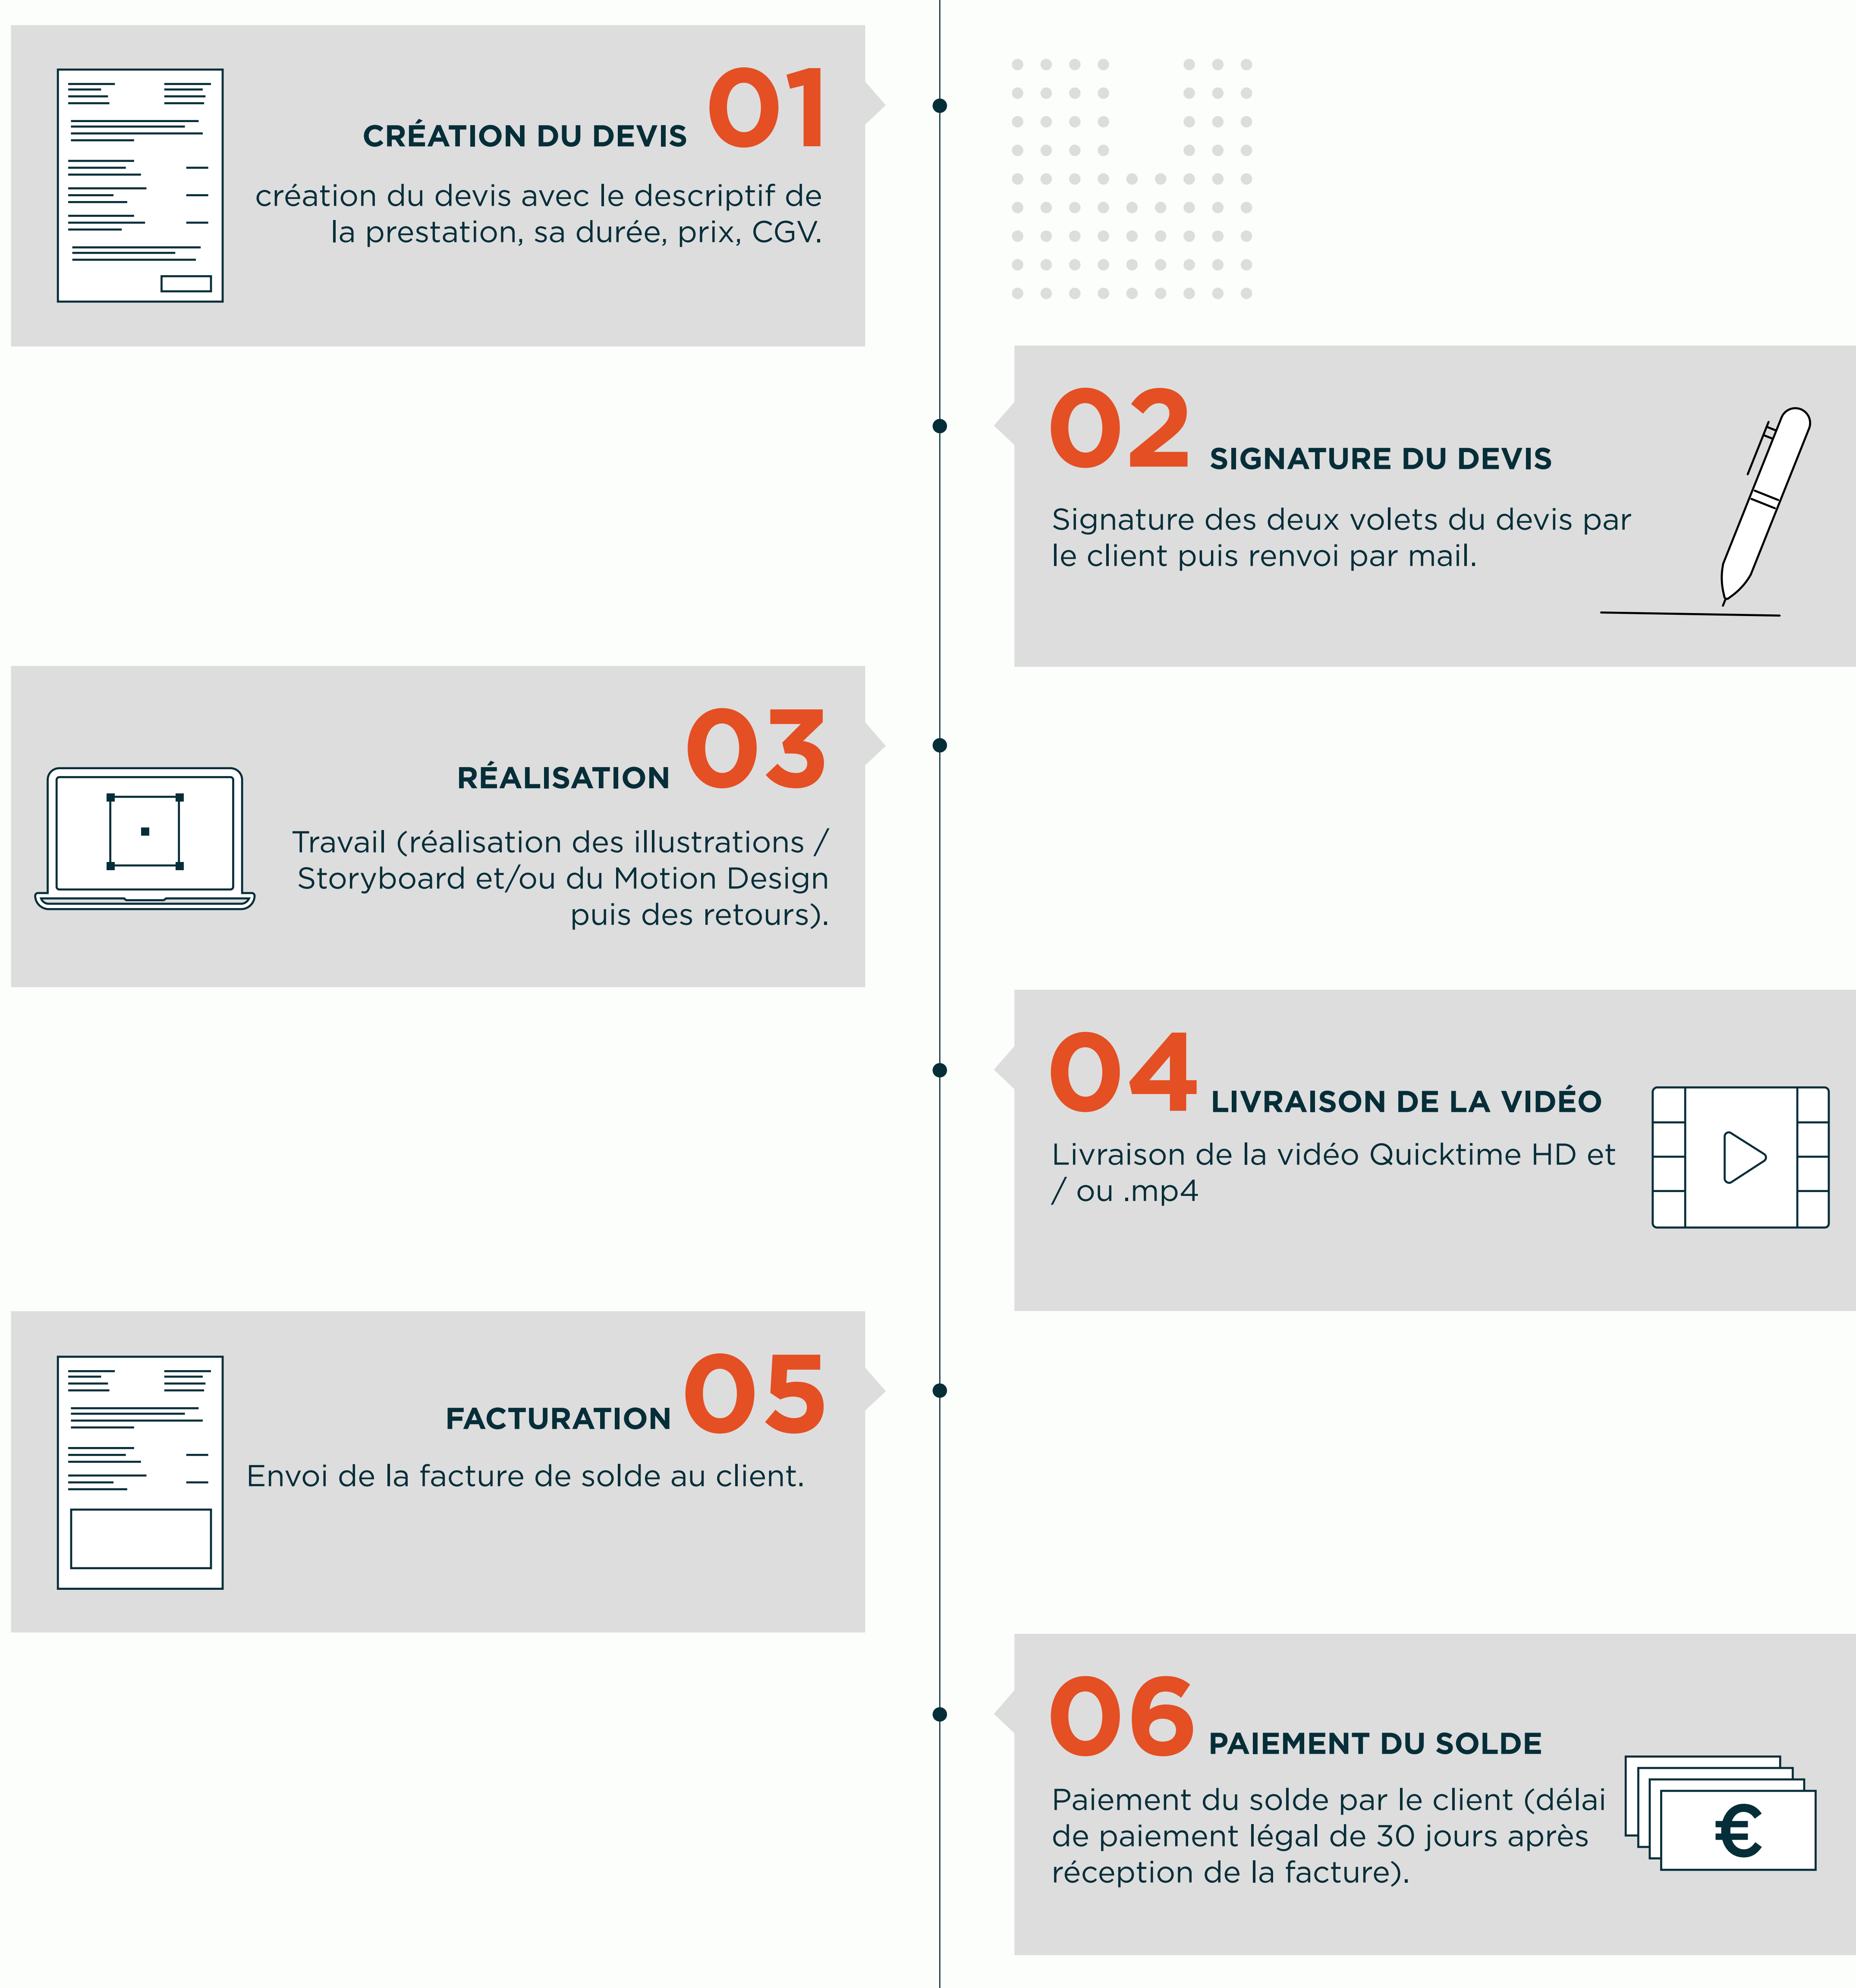 01
CRÉATION DU DEVIS
création du devis avec le descriptif de
la prestation, sa durée, prix, CGV.
02
SIGNATURE DU DEVIS
Signature des deux volets du devis par
le client puis renvoi par mail.
03
RÉALISATION
Travail (réalisation des illustrations /
Storyboard et/ou du Motion Design
puis des retours).
04
LIVRAISON DE LA VIDÉO
Livraison de la vidéo Quicktime HD et
/ ou .mp4
05
FACTURATION
Envoi de la facture de solde au client.
06
PAIEMENT DU SOLDE
Paiement du solde par le client (délai
de paiement légal de 30 jours après
réception de la facture).
€